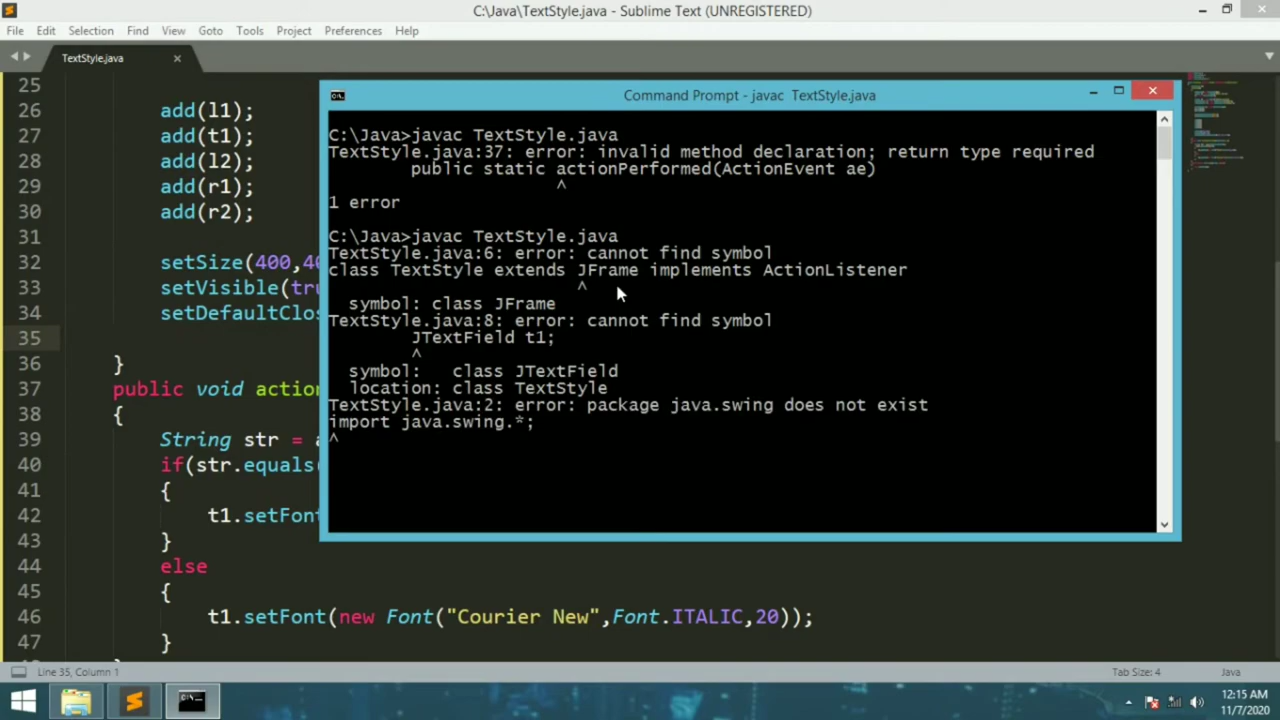 C:\Java\TextStyle.java - Sublime Text (UNREGISTERED)
File Edit Selection Find View Goto Tools Project Preferences Help
TextStyle.java
25
26 add(l1);
27 add(t1);
28 add(l2);
29 add(r1);
30 add(r2);
31
32 setSize(400,40
33 setVisible(tru
34 setDefaultClos
35
36 }
37 public void action
38 {
39 String str = a
40 if(str.equals(
41 {
42 t1.setFont
43 }
44 else
45 {
46 t1.setFont(new Font("Courier New",Font.ITALIC,20));
47 }
Command Prompt - javac TextStyle.java
C:\Java>javac TextStyle.java
TextStyle.java:37: error: invalid method declaration; return type required
public static actionPerformed(ActionEvent ae)
^
1 error
C:\Java>javac TextStyle.java
TextStyle.java:6: error: cannot find symbol
class TextStyle extends JFrame implements ActionListener
^
symbol: class JFrame
TextStyle.java:8: error: cannot find symbol
JTextField t1;
^
symbol: class JTextField
location: class TextStyle
TextStyle.java:2: error: package java.swing does not exist
import java.swing.*;
^
Line 35, Column 1
Tab Size: 4
Java
12:15 AM
11/7/2020